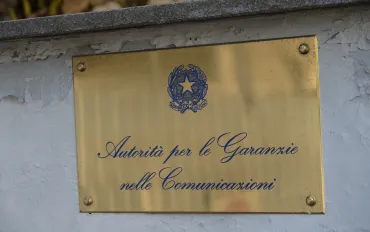 Autorità per le Garanzie
nelle Comunicazioni